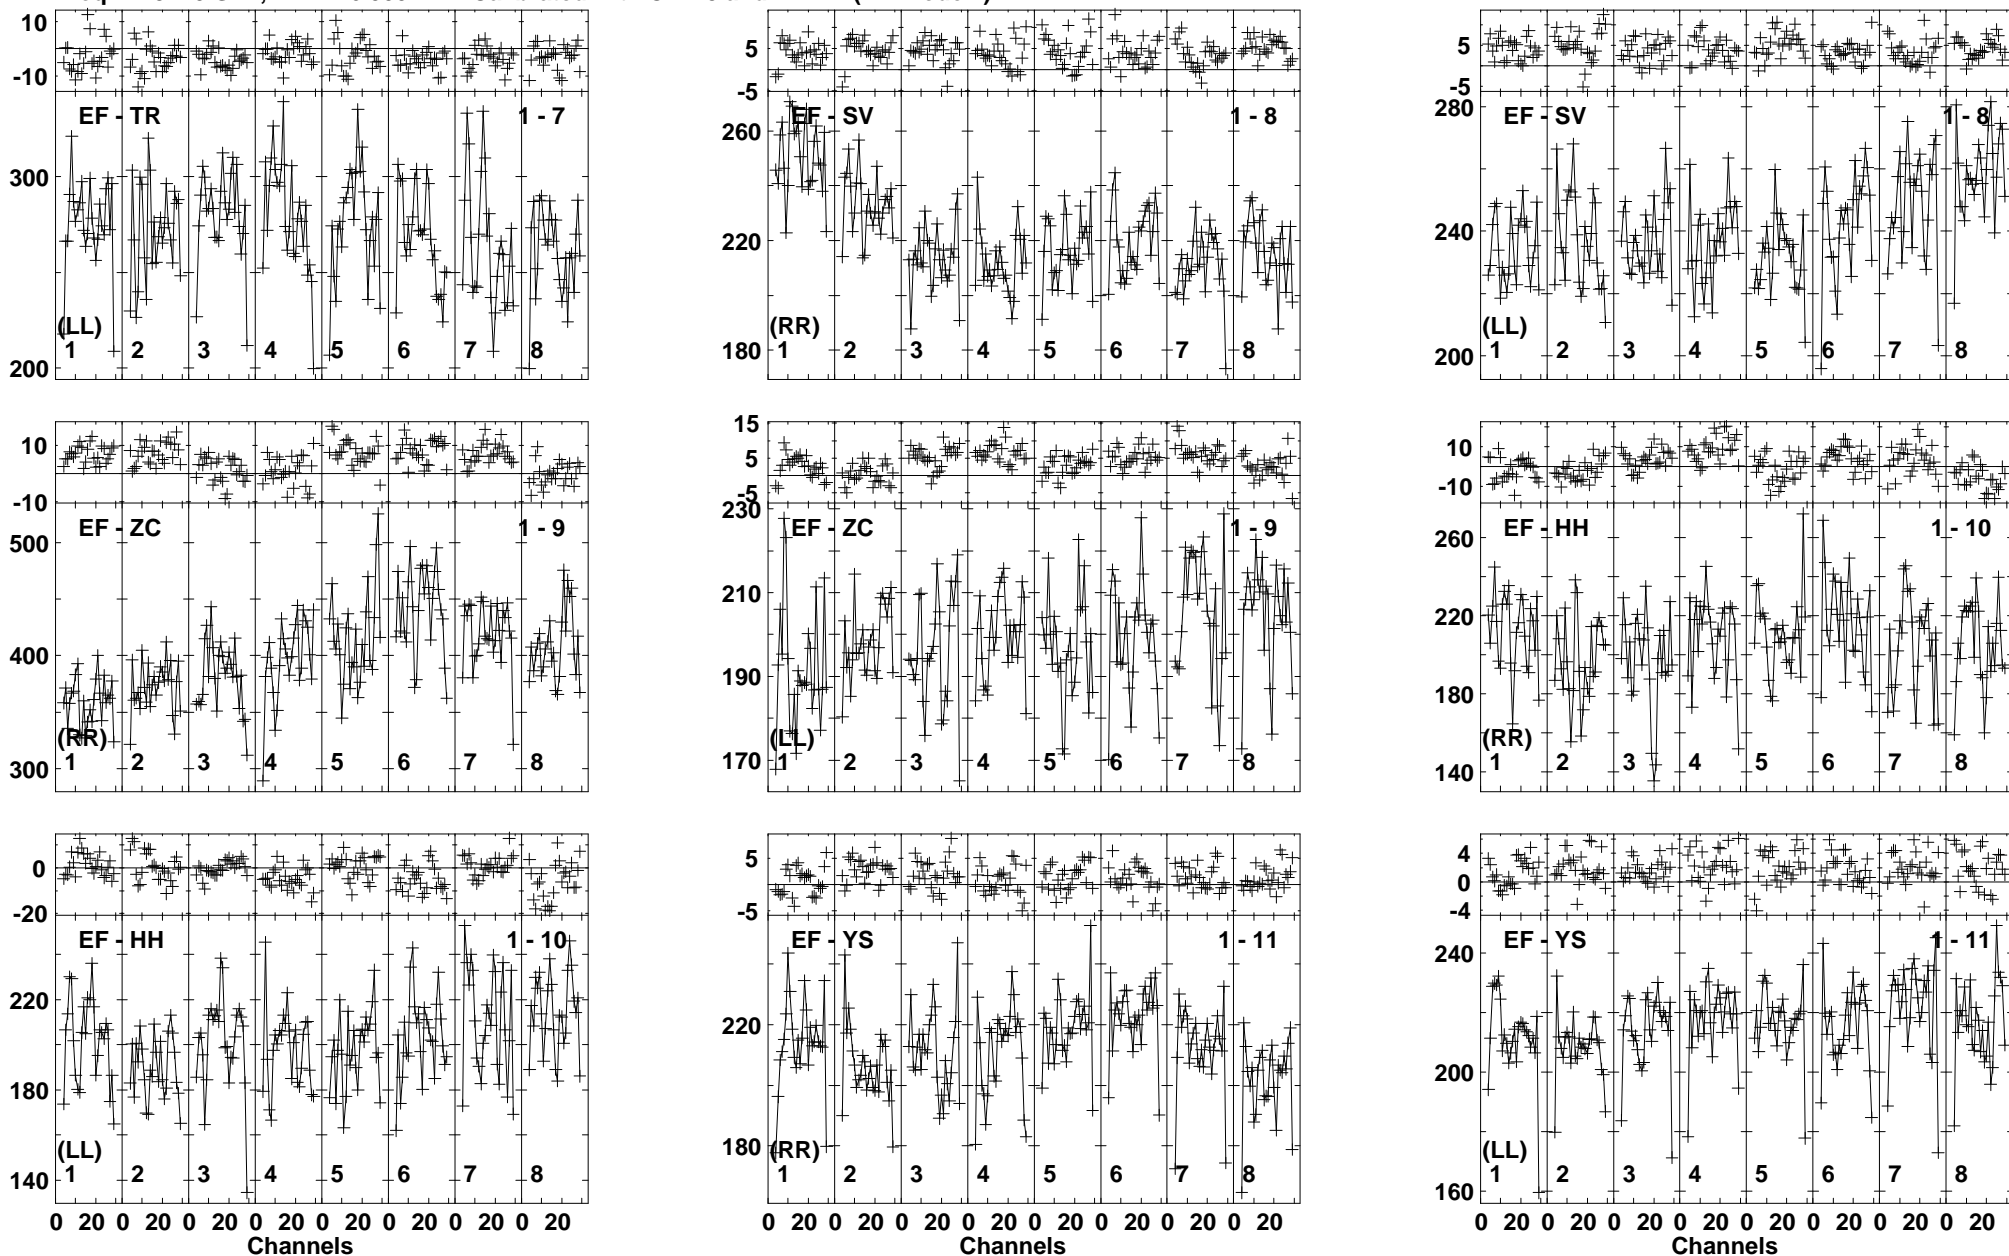 10
-10
EF - TR 1 - 7
300
(LL)
200
1 2 3 4 5 6 7 8
5
-5
EF - SV 1 - 8
260
220
(RR)
180
1 2 3 4 5 6 7 8
5
-5
280
EF - SV 1 - 8
240
(LL)
200
1 2 3 4 5 6 7 8
10
-10
EF - ZC 1 - 9
500
400
(RR)
300
1 2 3 4 5 6 7 8
15
5
-5
230
EF - ZC 1 - 9
210
190
(LL)
170
1 2 3 4 5 6 7 8
10
-10
EF - HH 1 - 10
260
220
180
(RR)
140
1 2 3 4 5 6 7 8
0
-20
EF - HH 1 - 10
220
180
(LL)
140
1 2 3 4 5 6 7 8
0 20 0 20 0 20 0 20 0 20 0 20 0 20 0 20
Channels
5
-5
EF - YS 1 - 11
220
180
(RR)
1 2 3 4 5 6 7 8
0 20 0 20 0 20 0 20 0 20 0 20 0 20 0 20
Channels
4
0
-4
EF - YS 1 - 11
240
200
(LL)
160
1 2 3 4 5 6 7 8
0 20 0 20 0 20 0 20 0 20 0 20 0 20 0 20
Channels